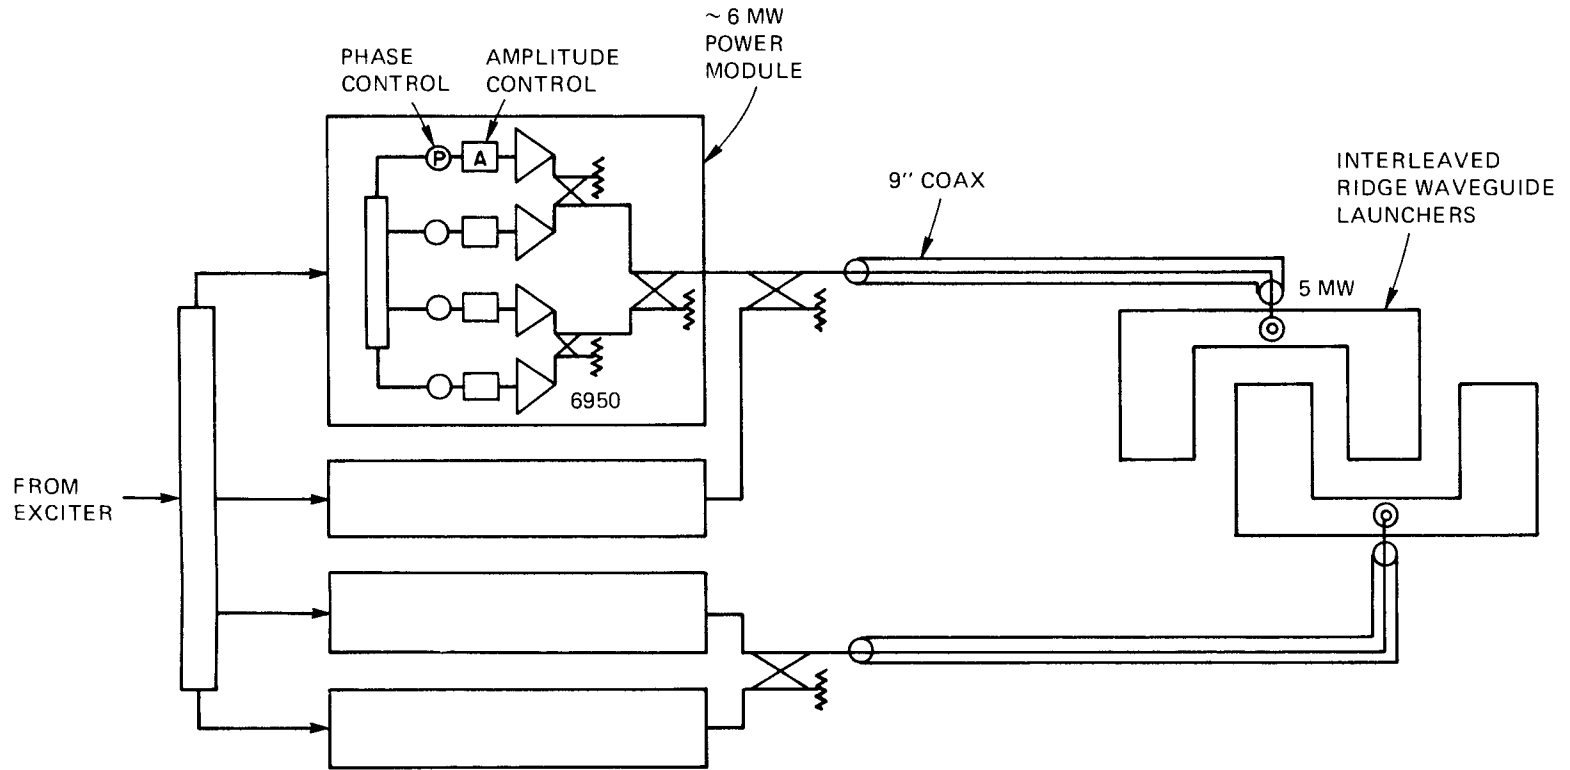 ~ 6 MW
POWER
MODULE
PHASE
CONTROL
AMPLITUDE
CONTROL
P
A
6950
9" COAX
INTERLEAVED
RIDGE WAVEGUIDE
LAUNCHERS
5 MW
FROM
EXCITER